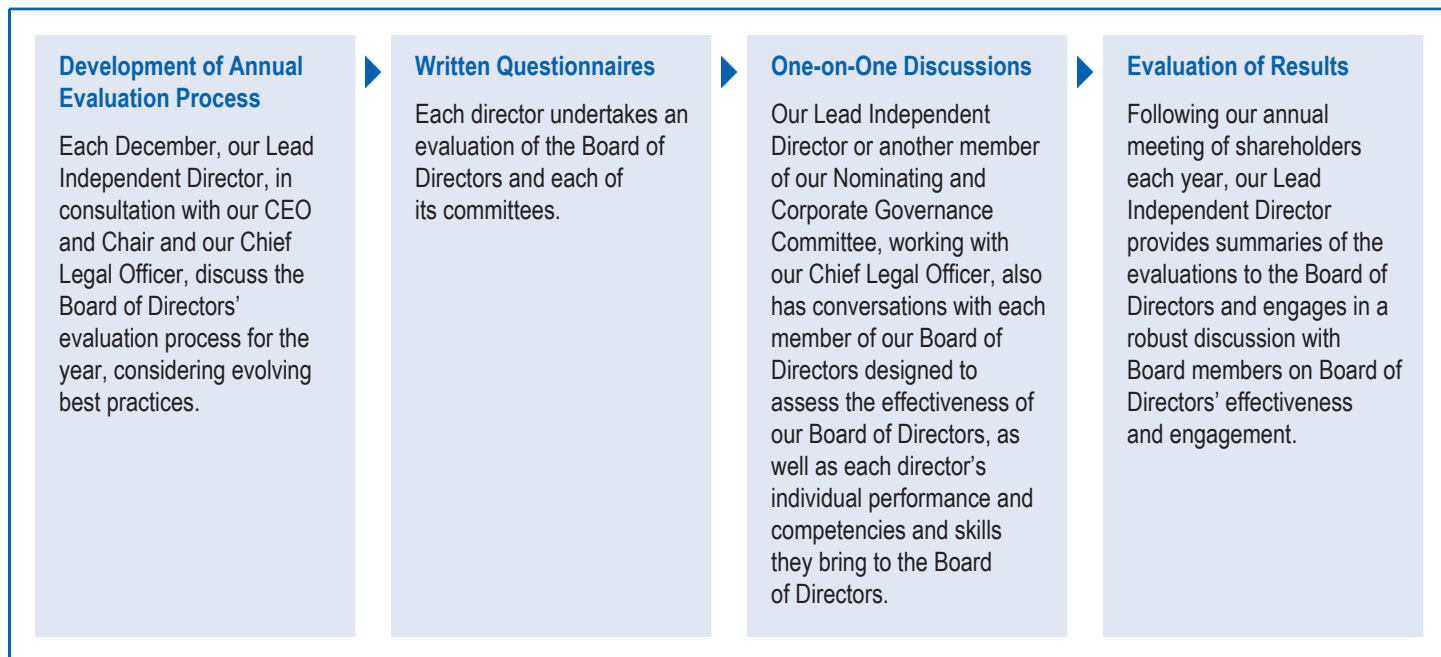 Development of Annual
Evaluation Process
Each December, our Lead
Independent Director, in
consultation with our CEO
and Chair and our Chief
Legal Officer, discuss the
Board of Directors’
evaluation process for the
year, considering evolving
best practices.
Written Questionnaires
Each director undertakes an
evaluation of the Board of
Directors and each of
its committees.
One-on-One Discussions
Our Lead Independent
Director or another member
of our Nominating and
Corporate Governance
Committee, working with
our Chief Legal Officer, also
has conversations with each
member of our Board of
Directors designed to
assess the effectiveness of
our Board of Directors, as
well as each director’s
individual performance and
competencies and skills
they bring to the Board
of Directors.
Evaluation of Results
Following our annual
meeting of shareholders
each year, our Lead
Independent Director
provides summaries of the
evaluations to the Board of
Directors and engages in a
robust discussion with
Board members on Board of
Directors’ effectiveness
and engagement.